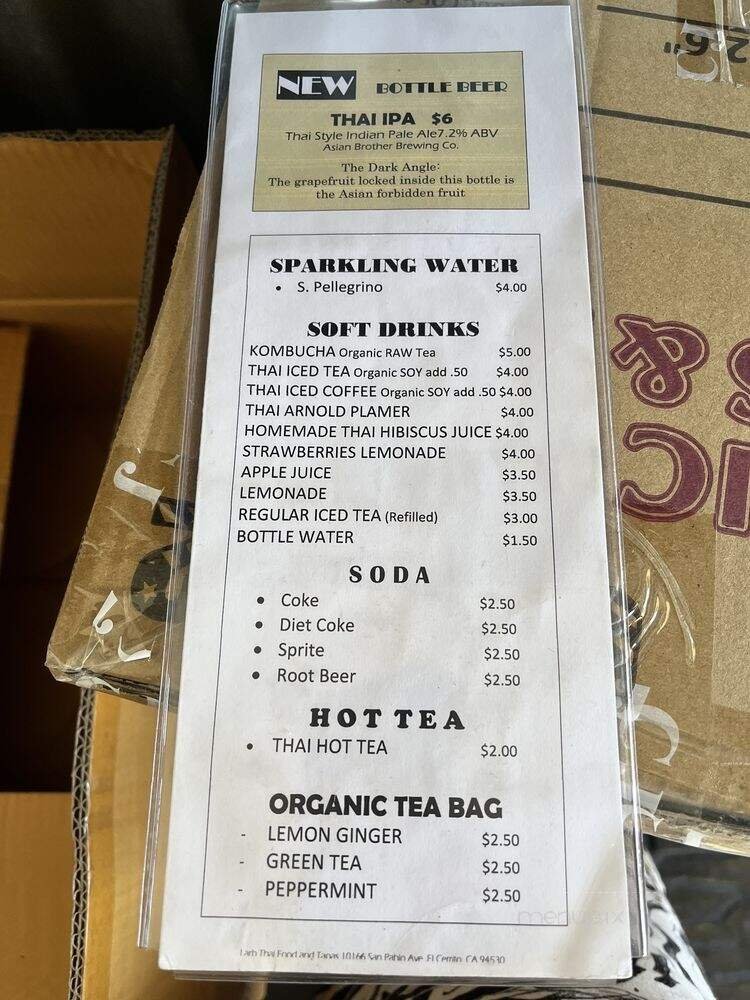 NEW BOTTLE BEER
THAI IPA $6
Thai Style Indian Pale Ale7.2% ABV
Asian Brother Brewing Co.
The Dark Angle:
The grapefruit locked inside this bottle is
the Asian forbidden fruit
SPARKLING WATER
• S. Pellegrino $4.00
SOFT DRINKS
KOMBUCHA Organic RAW Tea $5.00
THAI ICED TEA Organic SOY add .50 $4.00
THAI ICED COFFEE Organic SOY add .50 $4.00
THAI ARNOLD PLAMER $4.00
HOMEMADE THAI HIBISCUS JUICE $4.00
STRAWBERRIES LEMONADE $4.00
APPLE JUICE $3.50
LEMONADE $3.50
REGULAR ICED TEA (Refilled) $3.00
BOTTLE WATER $1.50
SODA
• Coke $2.50
• Diet Coke $2.50
• Sprite $2.50
• Root Beer $2.50
HOT TEA
• THAI HOT TEA $2.00
ORGANIC TEA BAG
- LEMON GINGER $2.50
- GREEN TEA $2.50
- PEPPERMINT $2.50
Larb Thai Food and Tapas 10166 San Pablo Ave. El Cerrito, CA 94530